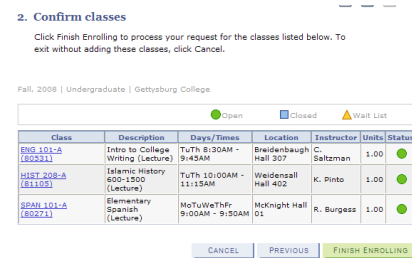 2. Confirm classes
Click Finish Enrolling to process your request for the classes listed below. To
exit without adding these classes, click Cancel.
Fall, 2008 | Undergraduate | Gettysburg College
Open Closed Wait List
Class Description Days/Times Location Instructor Units Status
ENG 101-A (80531) Intro to College Writing (Lecture) TuTh 8:30AM - 9:45AM Breidenbaugh Hall 307 C. Saltzman 1.00
HIST 208-A (81105) Islamic History 600-1500 (Lecture) TuTh 10:00AM - 11:15AM Weidensall Hall 402 K. Pinto 1.00
SPAN 101-A (80271) Elementary Spanish (Lecture) MoTuWeThFr 9:00AM - 9:50AM McKnight Hall 01 R. Burgess 1.00
CANCEL PREVIOUS FINISH ENROLLING